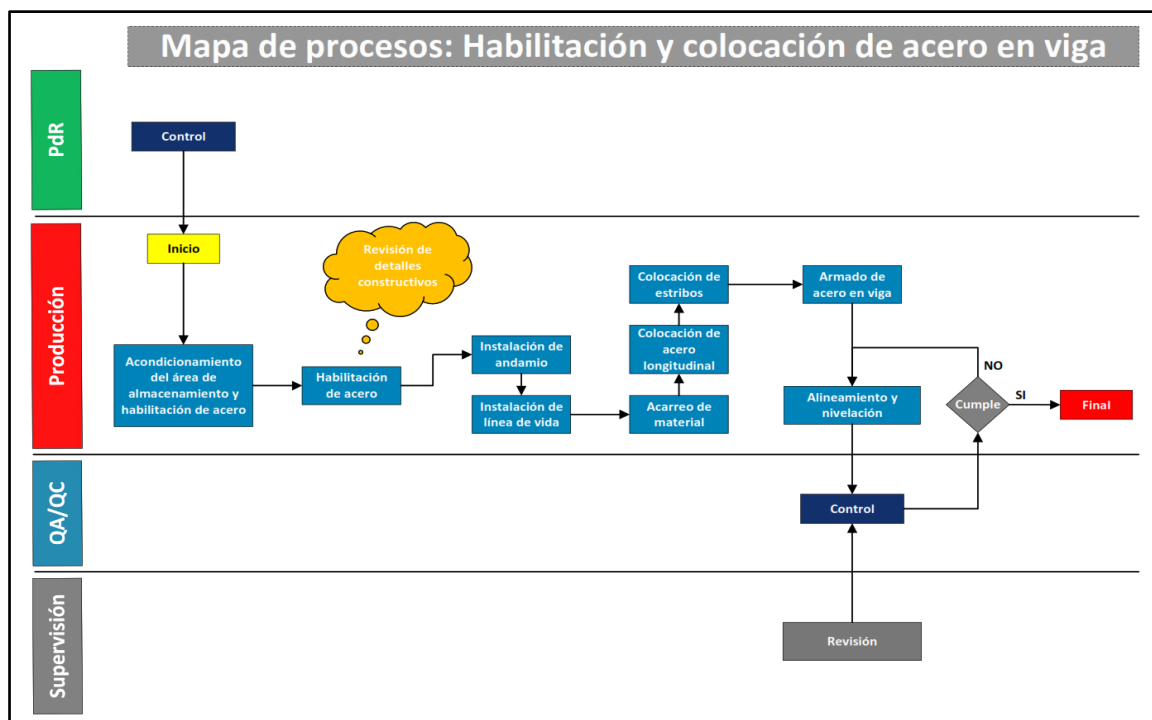 Mapa de procesos: Habilitación y colocación de acero en viga
PdR
Control
Producción
Inicio
Revisión de
detalles
constructivos
Acondicionamiento
del área de
almacenamiento y
habilitación de acero
Habilitación
de acero
Instalación de
andamio
Instalación de
línea de vida
Acarreo de
material
Colocación de
acero
longitudinal
Colocación de
estribos
Armado de
acero en viga
Alineamiento y
nivelación
NO
Cumple
SI
Final
QA/QC
Control
Supervisión
Revisión